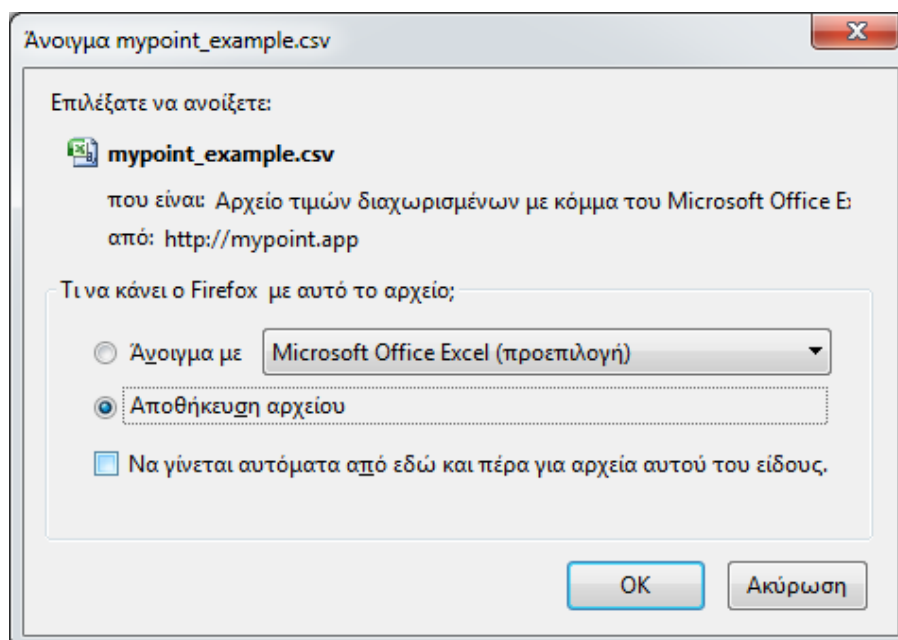 Άνοιγμα mypoint_example.csv
Επιλέξατε να ανοίξετε:
mypoint_example.csv
που είναι: Αρχείο τιμών διαχωρισμένων με κόμμα του Microsoft Office Ex
από: http://mypoint.app
Τι να κάνει ο Firefox με αυτό το αρχείο;
Άνοιγμα με Microsoft Office Excel (προεπιλογή)
Αποθήκευση αρχείου
Να γίνεται αυτόματα από εδώ και πέρα για αρχεία αυτού του είδους.
OK Ακύρωση